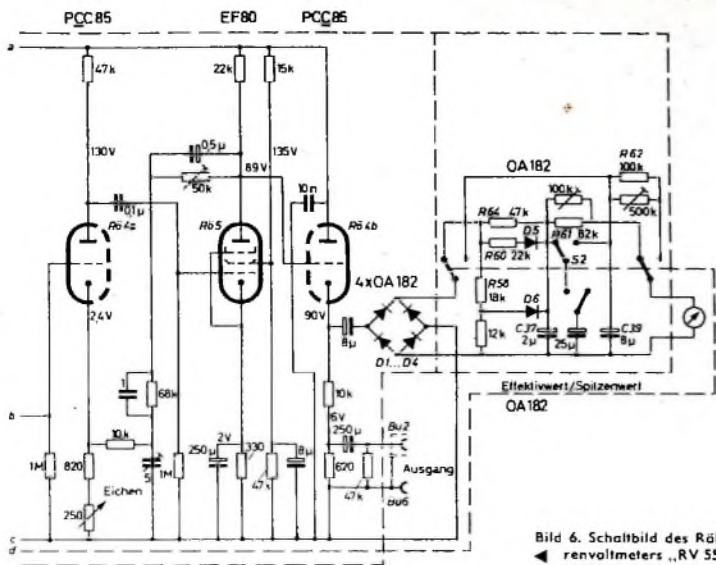 PCC85 EF80 PCC85
a
47k 22k 15k
130V 0,5µ 89V 135V
50k
10n
0,1µ
Rö4a Rö5 Rö4b
OA182
R62
100k
100k
500k
R64 47k
D5
R61 82k
R60 22k
S2
4xOA182
R58
18k
D6
12k
C37
2µ
25µ
C39
8µ
2,4V
90V
8µ
D1...D4
Effektivwert/Spitzenwert
OA182
1
68k
10k
b
10k
6V
250µ
Bu2
1M 820
5
1M
250µ
2V
330
47k
8µ
620
47k
Ausgang
Bu6
250
Eichen
c
d
Bild 6. Schaltbild des Röh
◄ renvoltmeters „RV 55